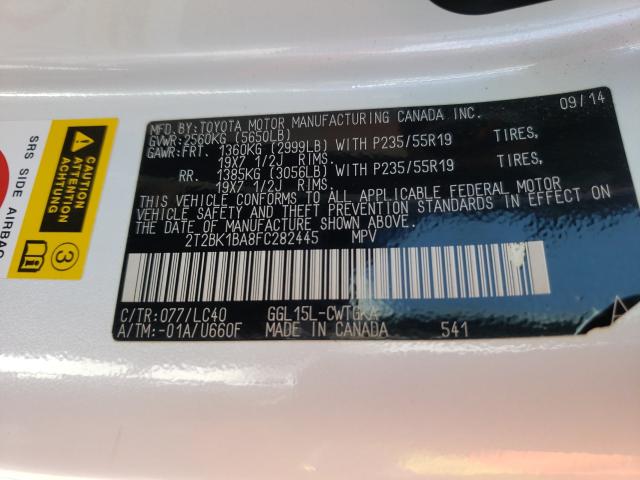 MFD.BY:TOYOTA MOTOR MANUFACTURING CANADA INC. 09/14
GVWR:2560KG (5650LB)
GAWR:FRT. 1360KG (2999LB) WITH P235/55R19 TIRES,
19X7 1/2J RIMS.
RR. 1385KG (3056LB) WITH P235/55R19 TIRES,
19X7 1/2J RIMS.
THIS VEHICLE CONFORMS TO ALL APPLICABLE FEDERAL MOTOR
VEHICLE SAFETY AND THEFT PREVENTION STANDARDS IN EFFECT ON
THE DATE OF MANUFACTURE SHOWN ABOVE.
2T2BK1BA8FC282445 MPV
C/TR:077/LC40 GGL15L-CWTGKA
A/TM:-01A/U660F MADE IN CANADA 541
SRS SIDE AIRBAG
Caution
Achtung
Attention
3
i